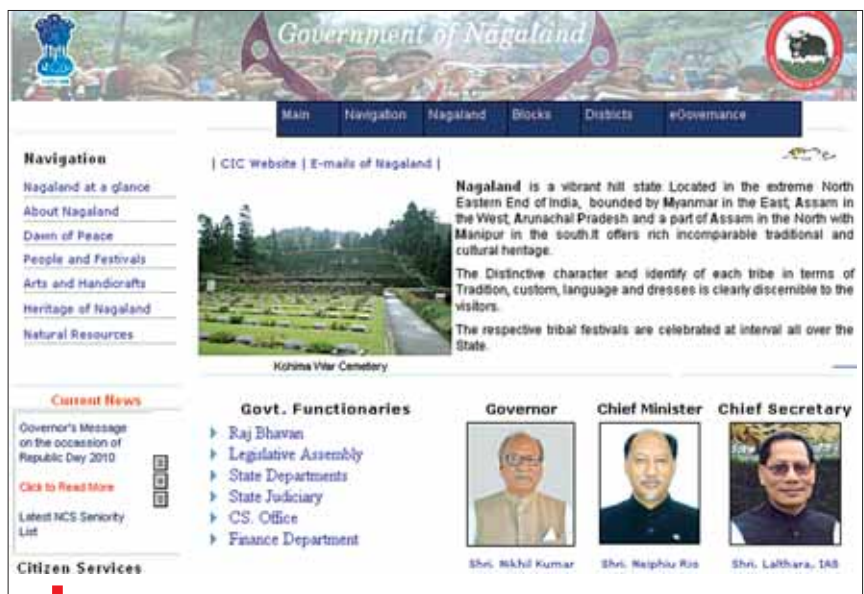 Government of Nagaland
Main Navigation Nagaland Blocks Districts eGovernance
Navigation
Nagaland at a glance
About Nagaland
Dawn of Peace
People and Festivals
Arts and Handicrafts
Heritage of Nagaland
Natural Resources
| CIC Website | E-mails of Nagaland |
Kohima War Cemetery
Nagaland is a vibrant hill state Located in the extreme North
Eastern End of India, bounded by Myanmar in the East, Assam in
the West, Arunachal Pradesh and a part of Assam in the North with
Manipur in the south.It offers rich incomparable traditional and
cultural heritage.
The Distinctive character and identify of each tribe in terms of
Tradition, custom, language and dresses is clearly discernible to the
visitors.
The respective tribal festivals are celebrated at interval all over the
State.
Current News
Governor's Message
on the occassion of
Republic Day 2010
Click to Read More
Latest NCS Seniority
List
Citizen Services
Govt. Functionaries
Raj Bhavan
Legislative Assembly
State Departments
State Judiciary
CS. Office
Finance Department
Governor
Shri. Nikhil Kumar
Chief Minister
Shri. Neiphiu Rio
Chief Secretary
Shri. Lalthara, IAS